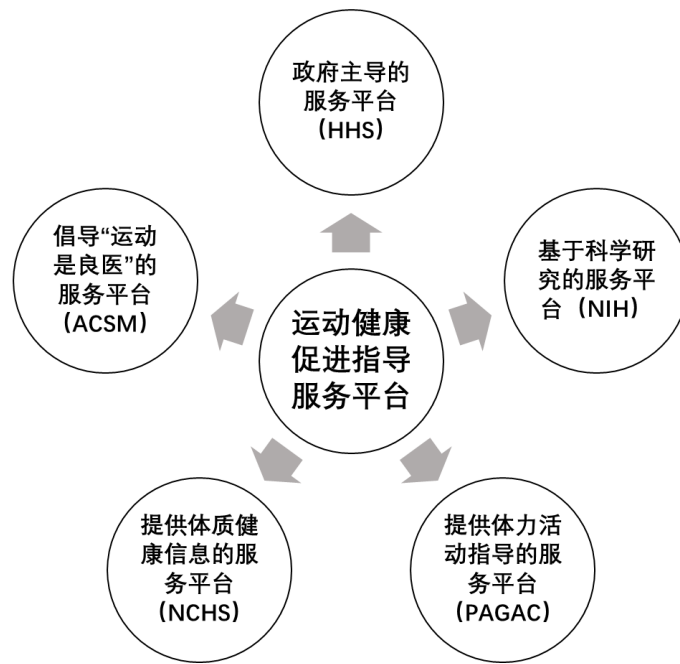 政府主导的
服务平台
（HHS）
倡导“运动
是良医”的
服务平台
(ACSM)
基于科学研
究的服务平
台（NIH）
运动健康
促进指导
服务平台
提供体质健
康信息的服
务平台
(NCHS)
提供体力活
动指导的服
务平台
(PAGAC)